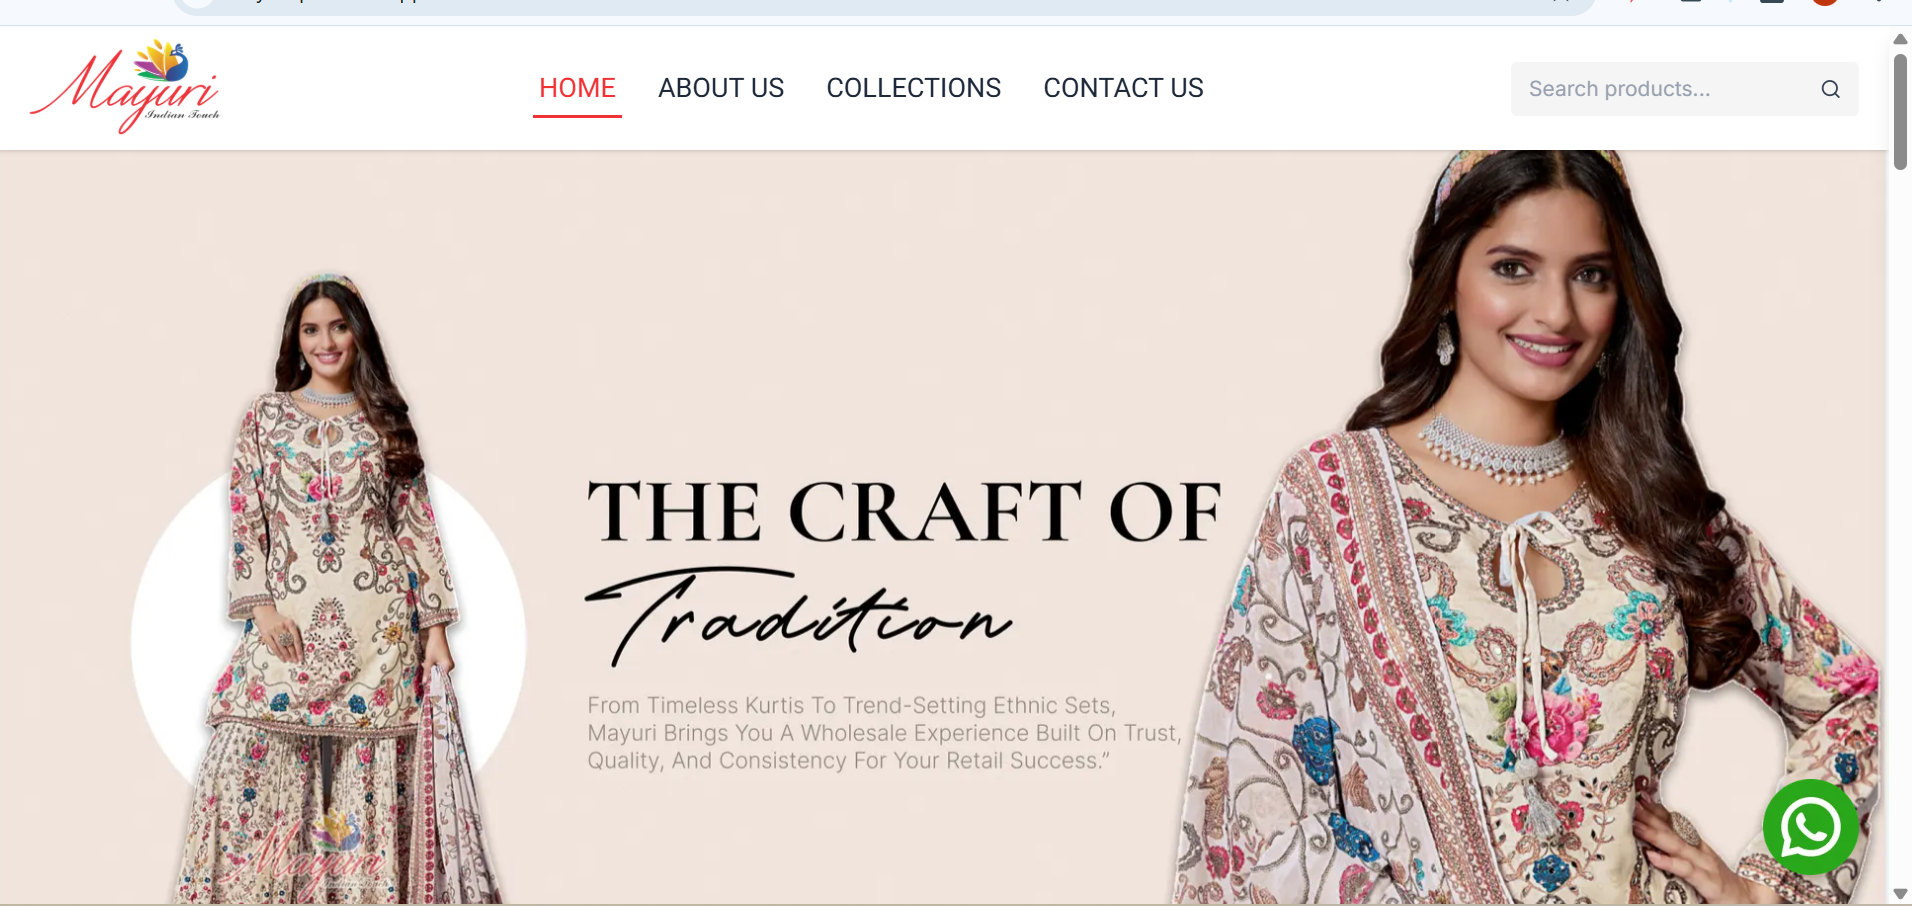 Mayuri
Indian Touch
HOME
ABOUT US
COLLECTIONS
CONTACT US
Search products...
THE CRAFT OF
Tradition
From Timeless Kurtis To Trend-Setting Ethnic Sets,
Mayuri Brings You A Wholesale Experience Built On Trust,
Quality, And Consistency For Your Retail Success.”
Mayuri
Indian Touch